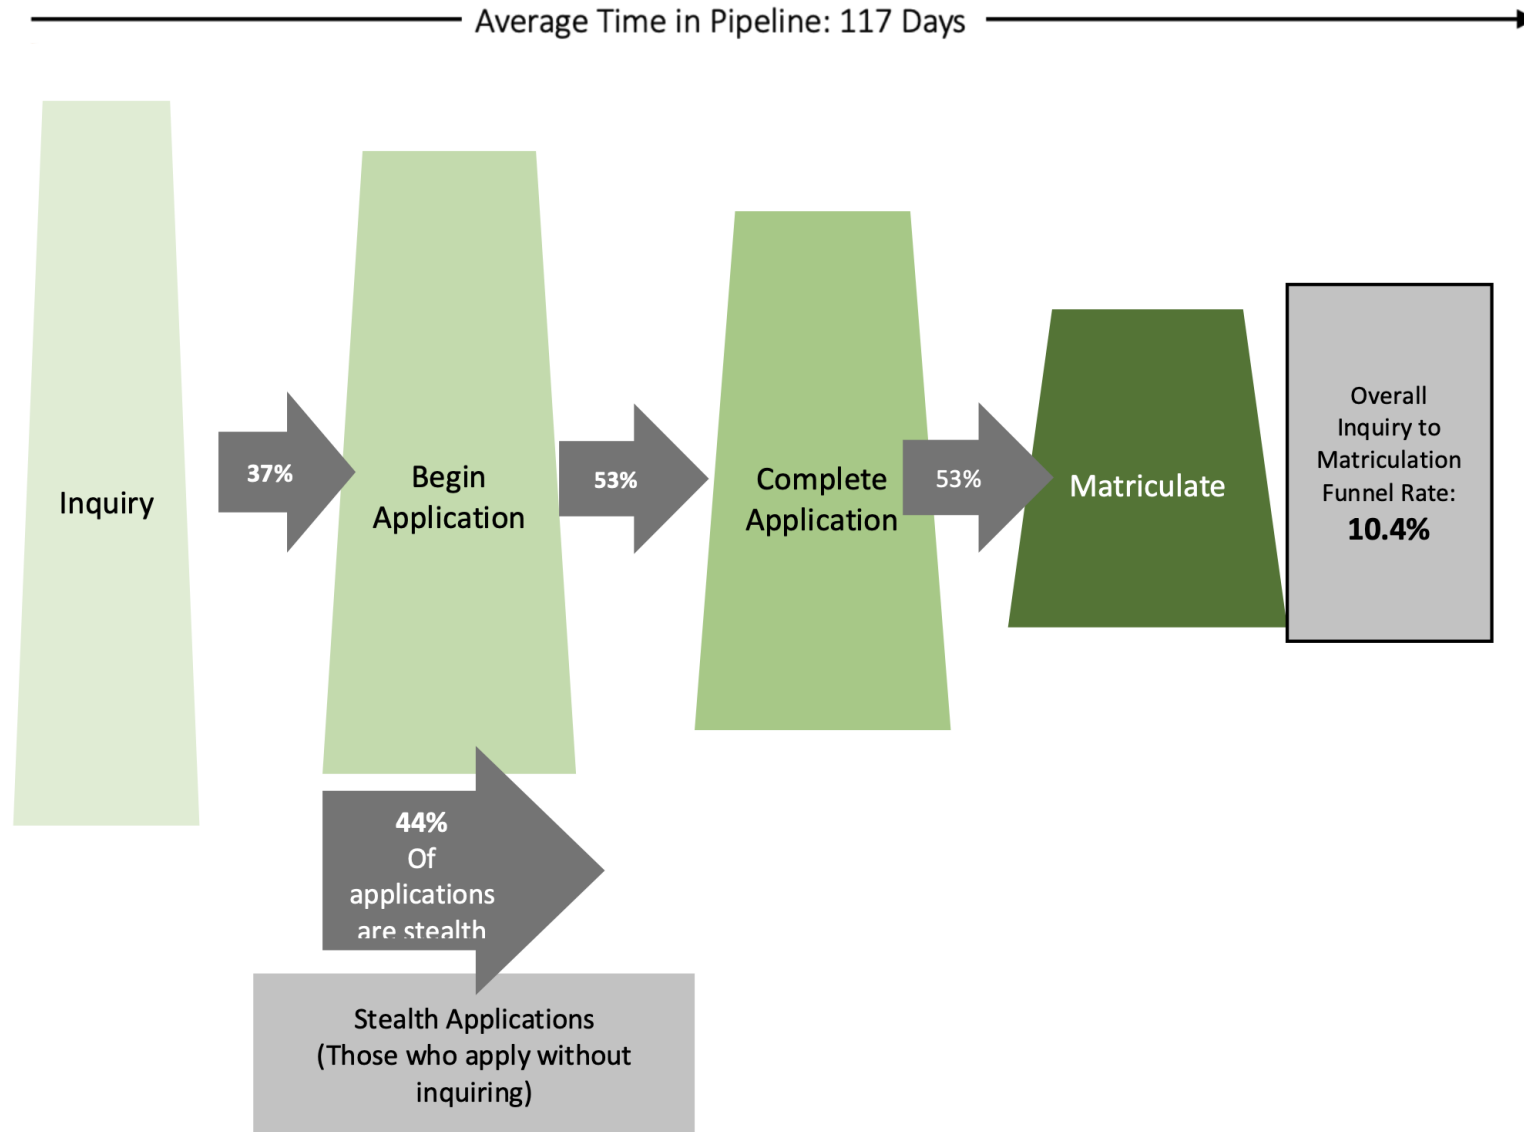 Average Time in Pipeline: 117 Days
Inquiry
37%
Begin
Application
53%
Complete
Application
53%
Matriculate
Overall
Inquiry to
Matriculation
Funnel Rate:
10.4%
44%
Of
applications
are stealth
Stealth Applications
(Those who apply without
inquiring)